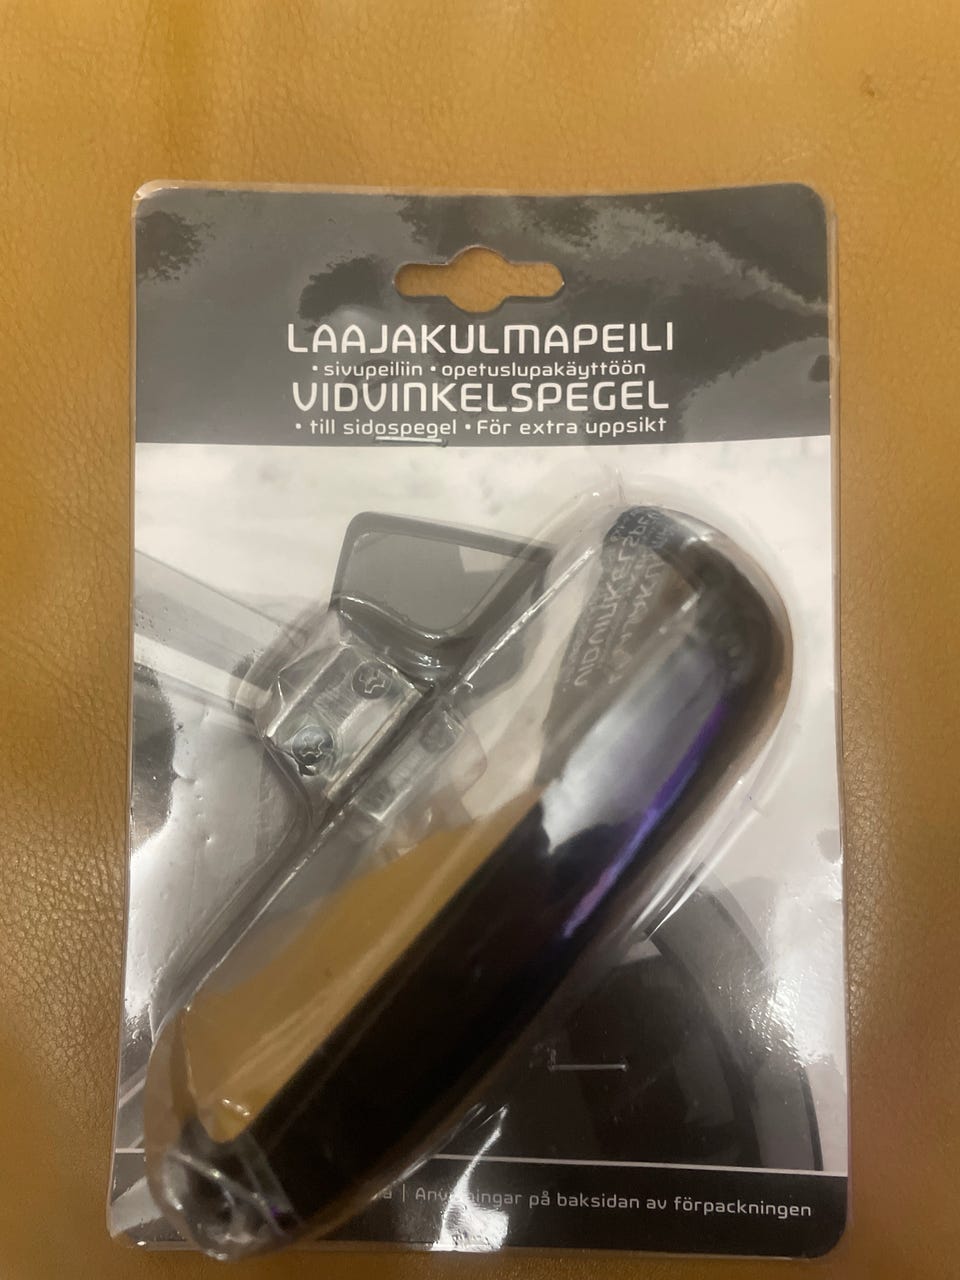 LAAJAKULMAPEILI
• sivupeiliin • opetuslupakäyttöön
VIDVINKELSPEGEL
• till sidospegel • För extra uppsikt
| Anvisningar på baksidan av förpackningen